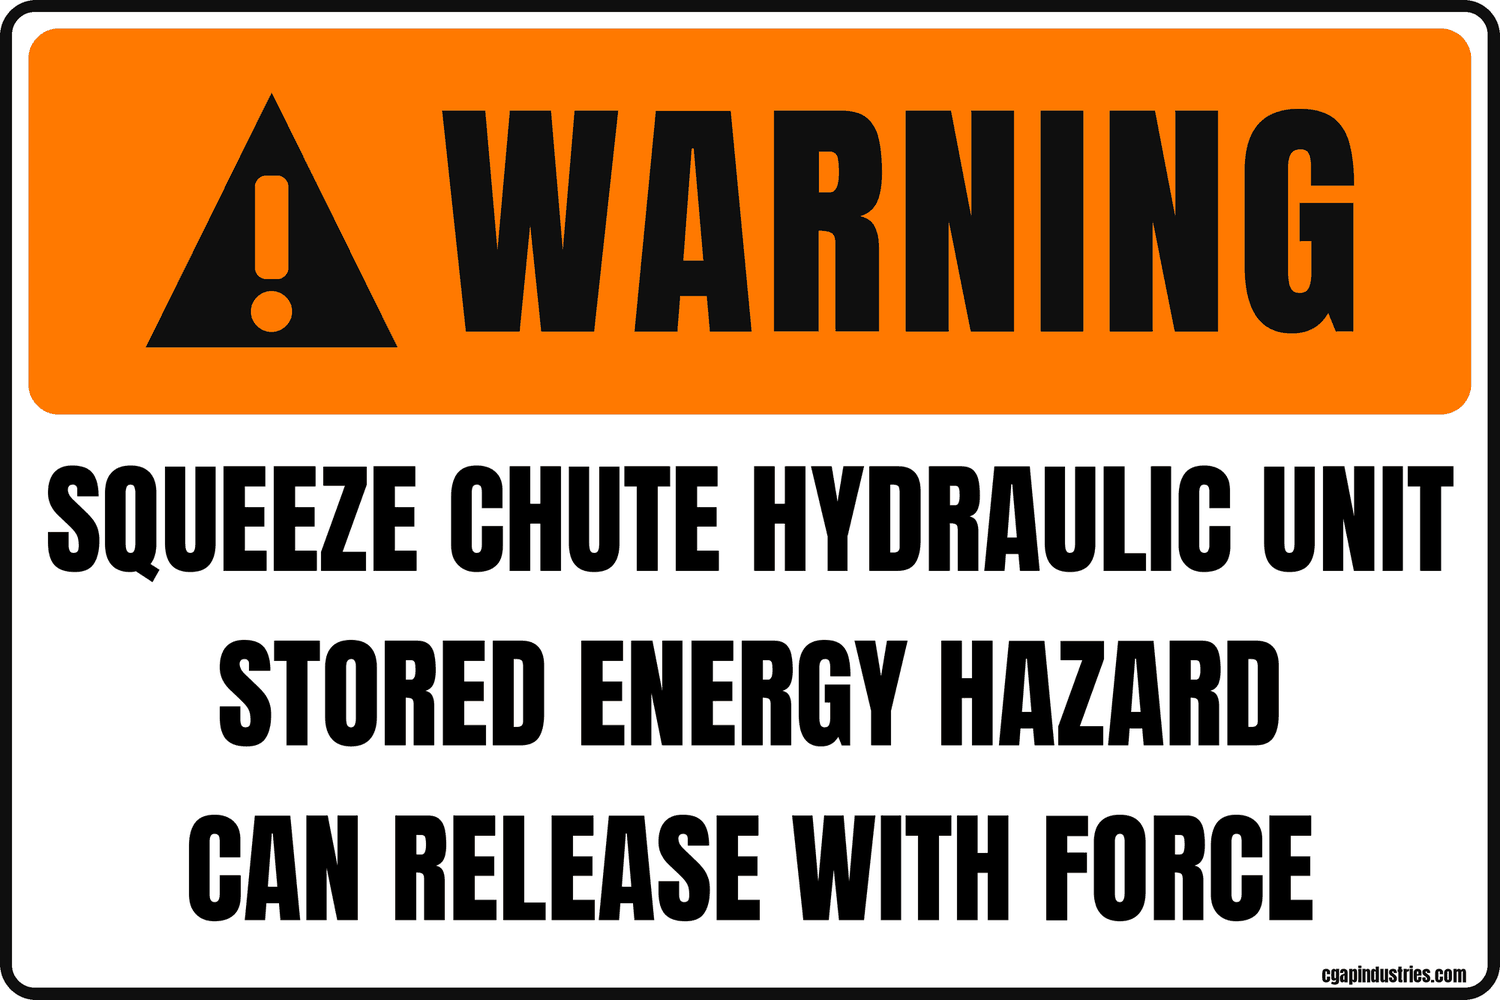 WARNING
SQUEEZE CHUTE HYDRAULIC UNIT
STORED ENERGY HAZARD
CAN RELEASE WITH FORCE
cgapindustries.com